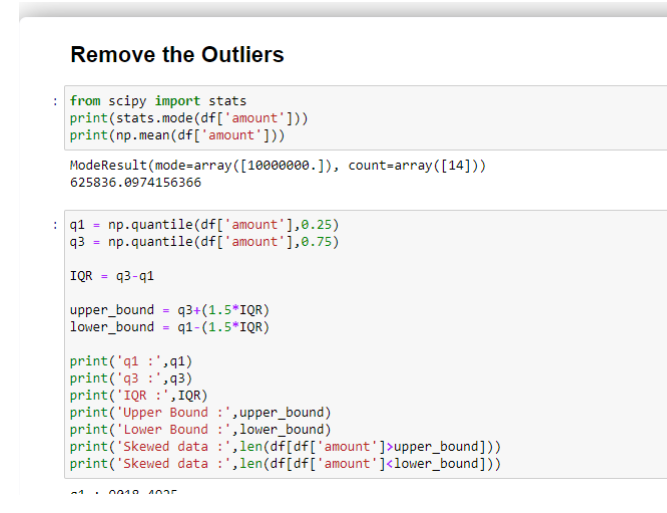 Remove the Outliers
: from scipy import stats
print(stats.mode(df['amount']))
print(np.mean(df['amount']))
ModeResult(mode=array([10000000.]), count=array([14]))
625836.0974156366
: q1 = np.quantile(df['amount'],0.25)
q3 = np.quantile(df['amount'],0.75)
IQR = q3-q1
upper_bound = q3+(1.5*IQR)
lower_bound = q1-(1.5*IQR)
print('q1 :',q1)
print('q3 :',q3)
print('IQR :',IQR)
print('Upper Bound :',upper_bound)
print('Lower Bound :',lower_bound)
print('Skewed data :',len(df[df['amount']>upper_bound]))
print('Skewed data :',len(df[df['amount']<lower_bound]))